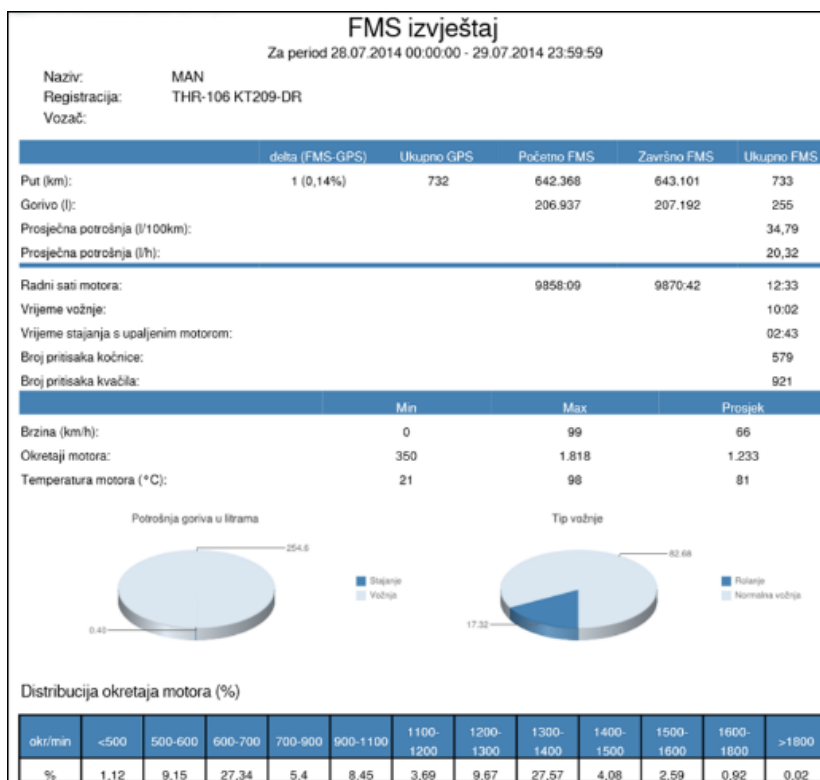 FMS izvještaj
Za period 28.07.2014 00:00:00 - 29.07.2014 23:59:59
Naziv: MAN
Registracija: THR-106 KT209-DR
Vozač:
delta (FMS-GPS) Ukupno GPS Početno FMS Završno FMS Ukupno FMS
Put (km): 1 (0,14%) 732 642.368 643.101 733
Gorivo (l): 206.937 207.192 255
Prosječna potrošnja (l/100km): 34,79
Prosječna potrošnja (l/h): 20,32
Radni sati motora: 9858:09 9870:42 12:33
Vrijeme vožnje: 10:02
Vrijeme stajanja s upaljenim motorom: 02:43
Broj pritisaka kočnice: 579
Broj pritisaka kvačila: 921
Min Max Prosjek
Brzina (km/h): 0 99 66
Okretaji motora: 350 1.818 1.233
Temperatura motora (°C): 21 98 81
Potrošnja goriva u litrama Tip vožnje
254.6 82.68
Stajanje Rolanje
Vožnja Normalna vožnja
0.40 17.32
Distribucija okretaja motora (%)
okr/min <500 500-600 600-700 700-900 900-1100 1100-1200 1200-1300 1300-1400 1400-1500 1500-1600 1600-1800 >1800
% 1.12 9.15 27.34 5.4 8.45 3.69 9.67 27.57 4.08 2.59 0.92 0.02